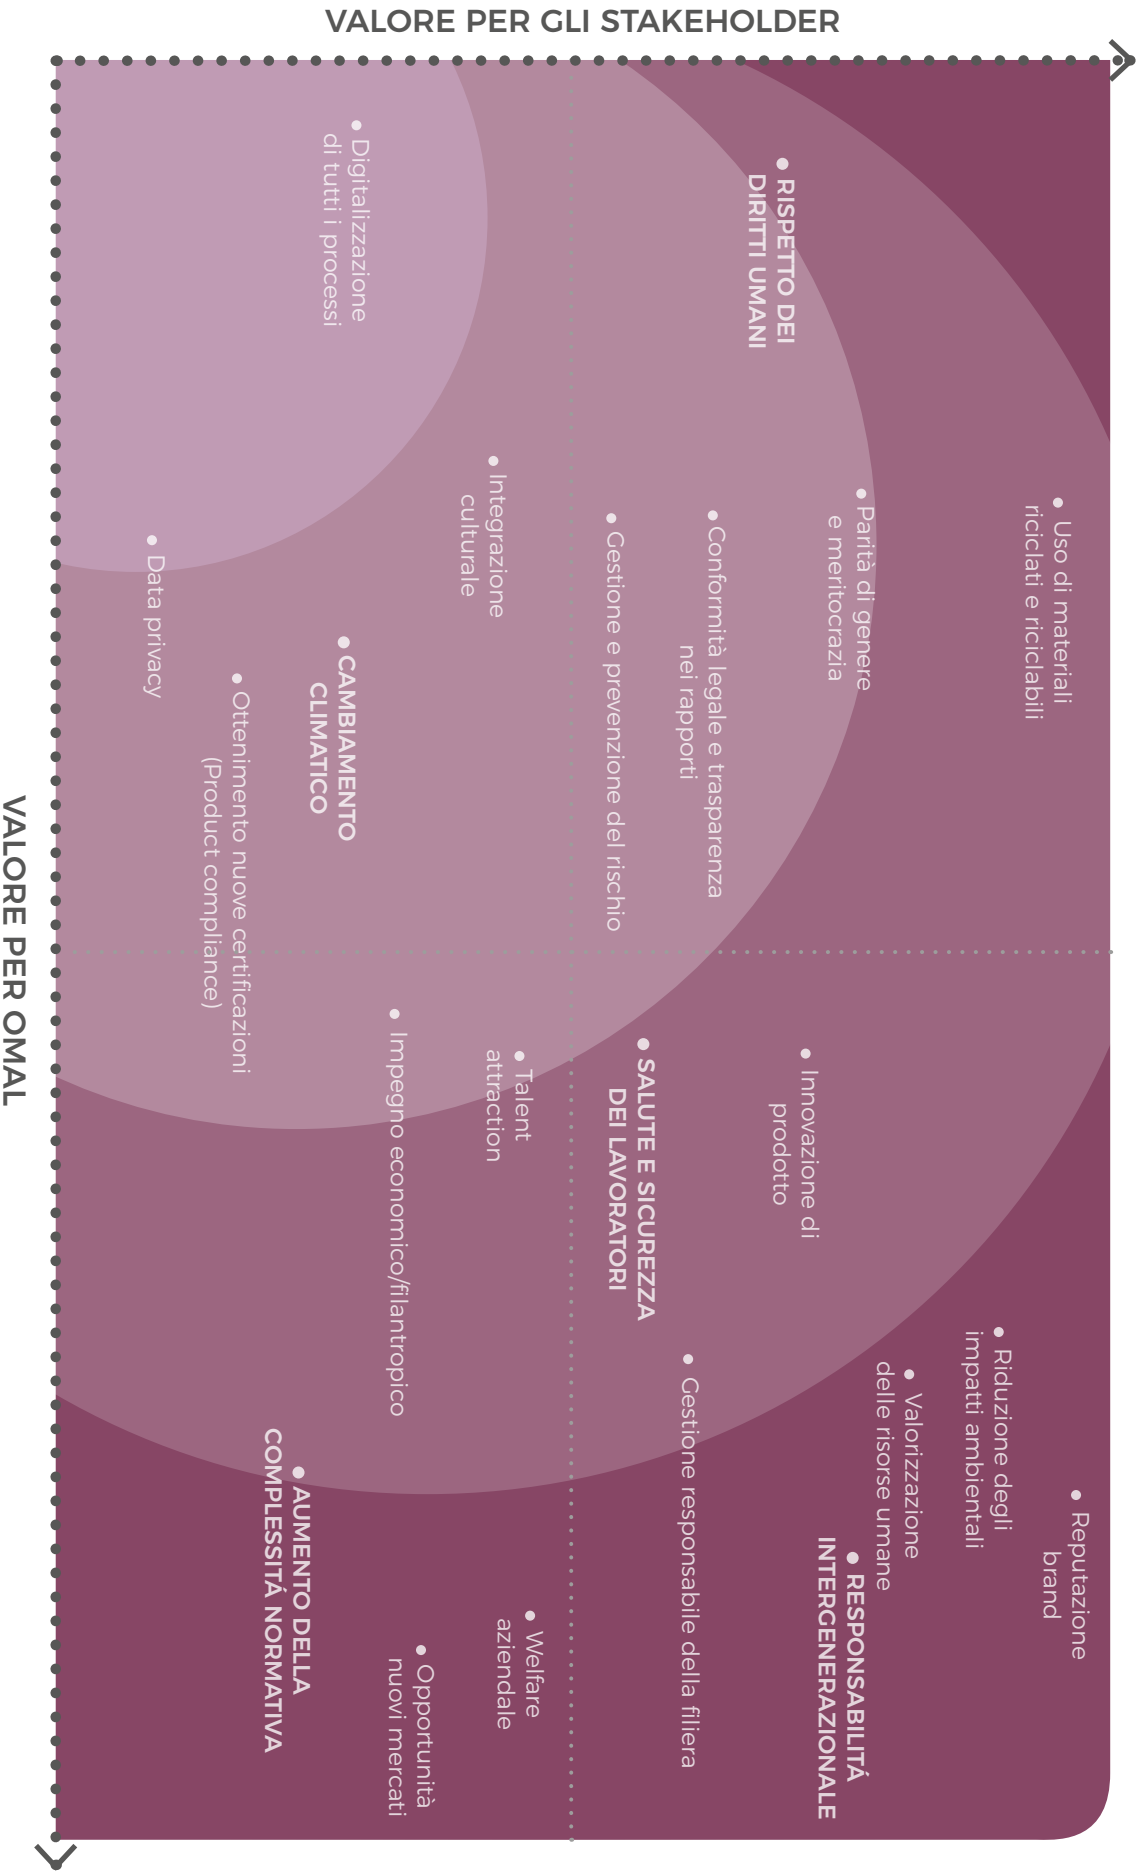 VALORE PER GLI STAKEHOLDER
VALORE PER OMAL
Digitalizzazione
di tutti i processi
RISPETTO DEI
DIRITTI UMANI
Uso di materiali
riciclati e riciclabili
Parità di genere
e meritocrazia
Conformità legale e trasparenza
nei rapporti
Gestione e prevenzione del rischio
Integrazione
culturale
CAMBIAMENTO
CLIMATICO
Ottenimento nuove certificazioni
(Product compliance)
Data privacy
Innovazione di
prodotto
SALUTE E SICUREZZA
DEI LAVORATORI
Talent
attraction
Impegno economico/filantropico
Reputazione
brand
Riduzione degli
impatti ambientali
Valorizzazione
delle risorse umane
RESPONSABILITÁ
INTERGENERAZIONALE
Gestione responsabile della filiera
Welfare
aziendale
Opportunità
nuovi mercati
AUMENTO DELLA
COMPLESSITÁ NORMATIVA